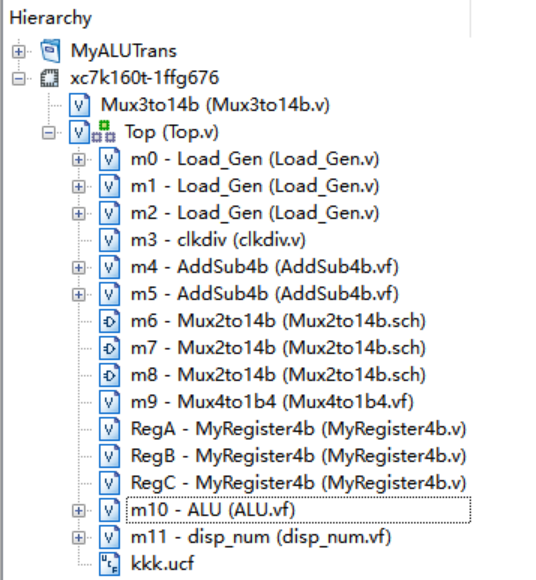 Hierarchy
MyALUTrans
xc7k160t-1ffg676
Mux3to14b (Mux3to14b.v)
Top (Top.v)
m0 - Load_Gen (Load_Gen.v)
m1 - Load_Gen (Load_Gen.v)
m2 - Load_Gen (Load_Gen.v)
m3 - clkdiv (clkdiv.v)
m4 - AddSub4b (AddSub4b.vf)
m5 - AddSub4b (AddSub4b.vf)
m6 - Mux2to14b (Mux2to14b.sch)
m7 - Mux2to14b (Mux2to14b.sch)
m8 - Mux2to14b (Mux2to14b.sch)
m9 - Mux4to1b4 (Mux4to1b4.vf)
RegA - MyRegister4b (MyRegister4b.v)
RegB - MyRegister4b (MyRegister4b.v)
RegC - MyRegister4b (MyRegister4b.v)
m10 - ALU (ALU.vf)
m11 - disp_num (disp_num.vf)
kkk.ucf